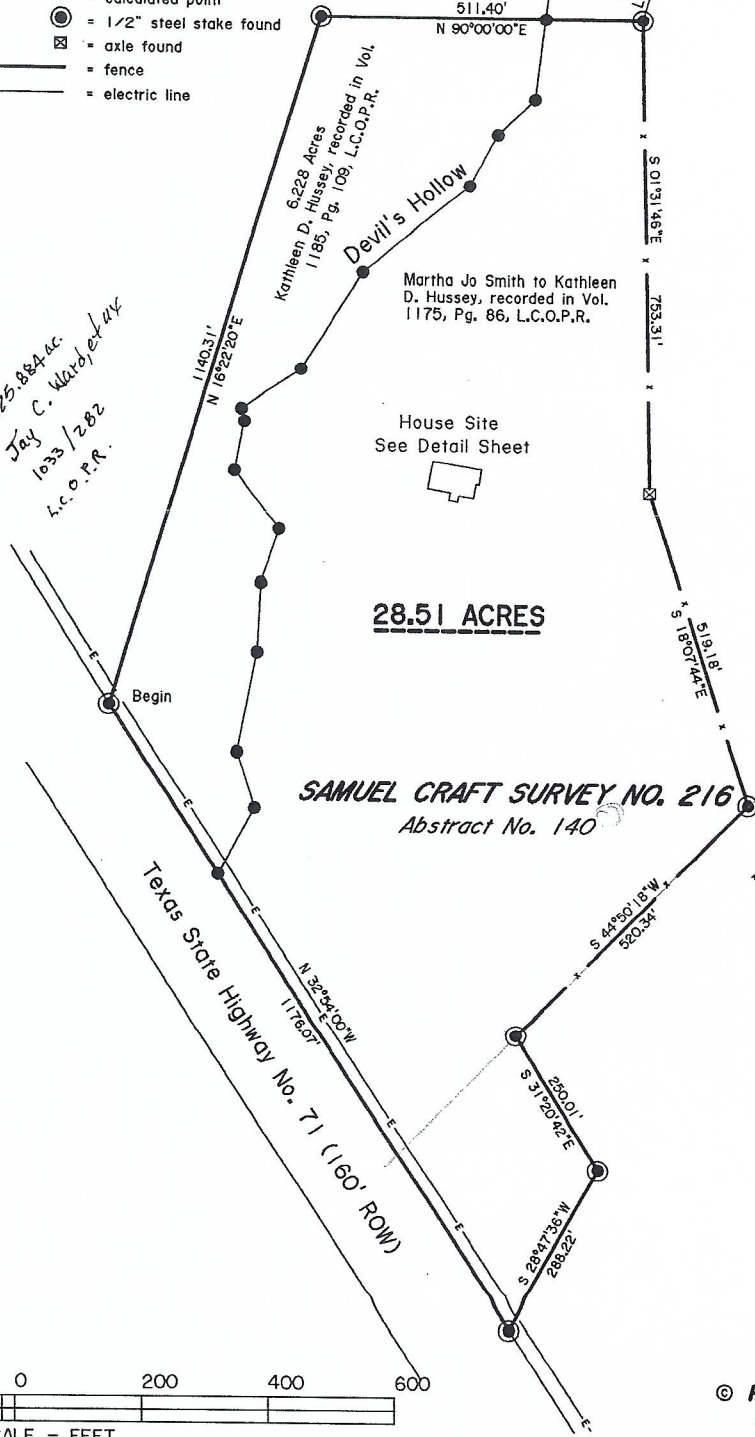 = calculated point
= 1/2" steel stake found
= axle found
= fence
= electric line
511.40'
N 90°00'00"E
7
6.228 Acres
Kathleen D. Hussey, recorded in Vol.
1185, Pg. 109, L.C.O.P.R.
Devil's Hollow
S 01°31'46"E
753.31'
Martha Jo Smith to Kathleen
D. Hussey, recorded in Vol.
1175, Pg. 86, L.C.O.P.R.
1140.31'
N 16°22'20"E
25.884 ac.
Jay C. Ward, et ux
1033/282
L.C.O.P.R.
House Site
See Detail Sheet
28.51 ACRES
519.18'
S 18°07'44"E
Begin
SAMUEL CRAFT SURVEY NO. 216
Abstract No. 140
S 44°50'18"W
520.34'
N 32°54'00"W
1176.07'
Texas State Highway No. 71 (160' ROW)
250.01'
S 31°20'42"E
S 28°47'36"W
288.22'
E
E
E
E
E
E
E
0 200 400 600
SCALE - FEET
©